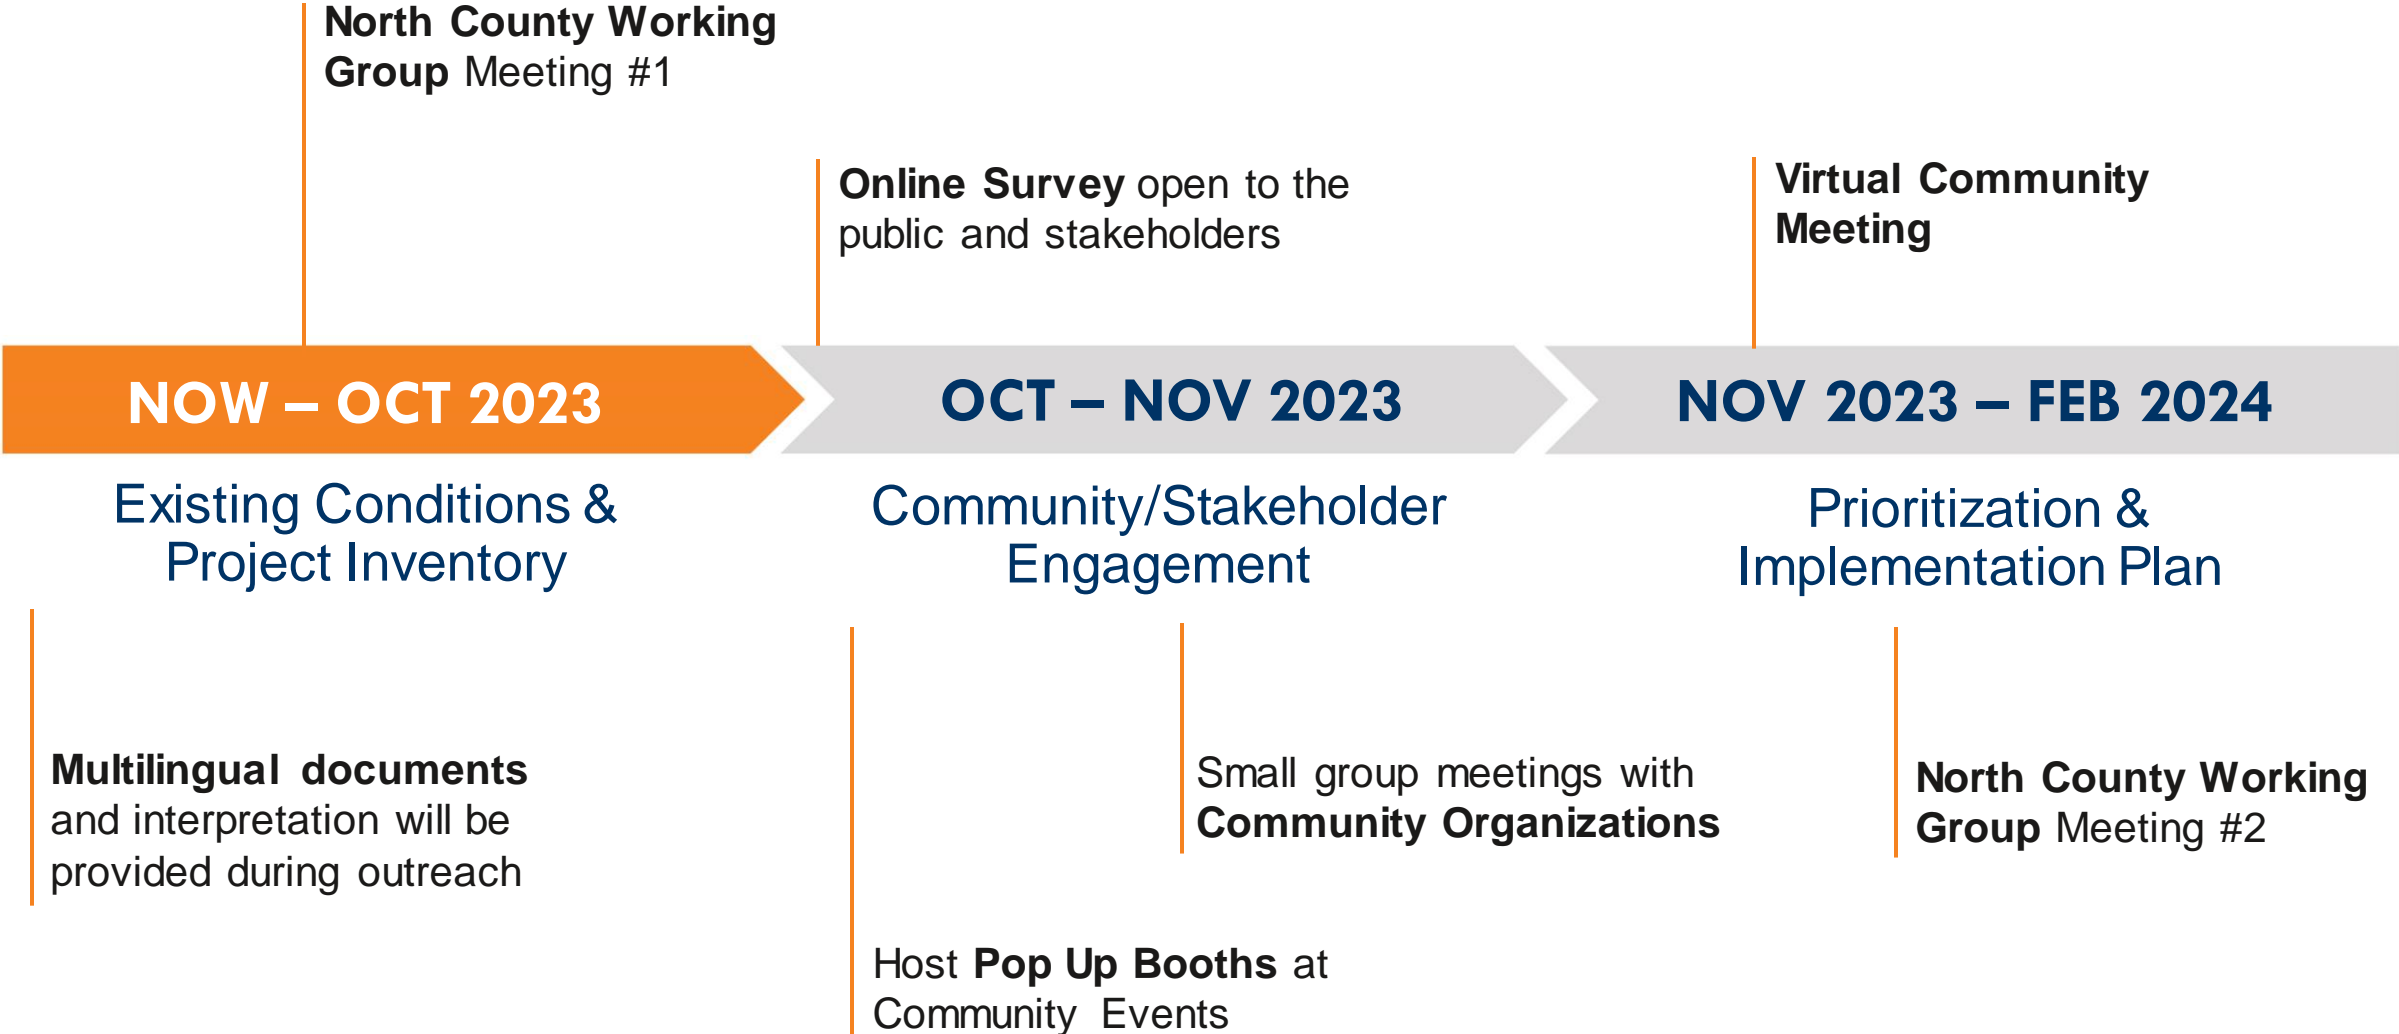 North County Working
Group Meeting #1
Online Survey open to the
public and stakeholders
Virtual Community
Meeting
NOW – OCT 2023
OCT – NOV 2023
NOV 2023 – FEB 2024
Existing Conditions &
Project Inventory
Community/Stakeholder
Engagement
Prioritization &
Implementation Plan
Multilingual documents
and interpretation will be
provided during outreach
Small group meetings with
Community Organizations
North County Working
Group Meeting #2
Host Pop Up Booths at
Community Events